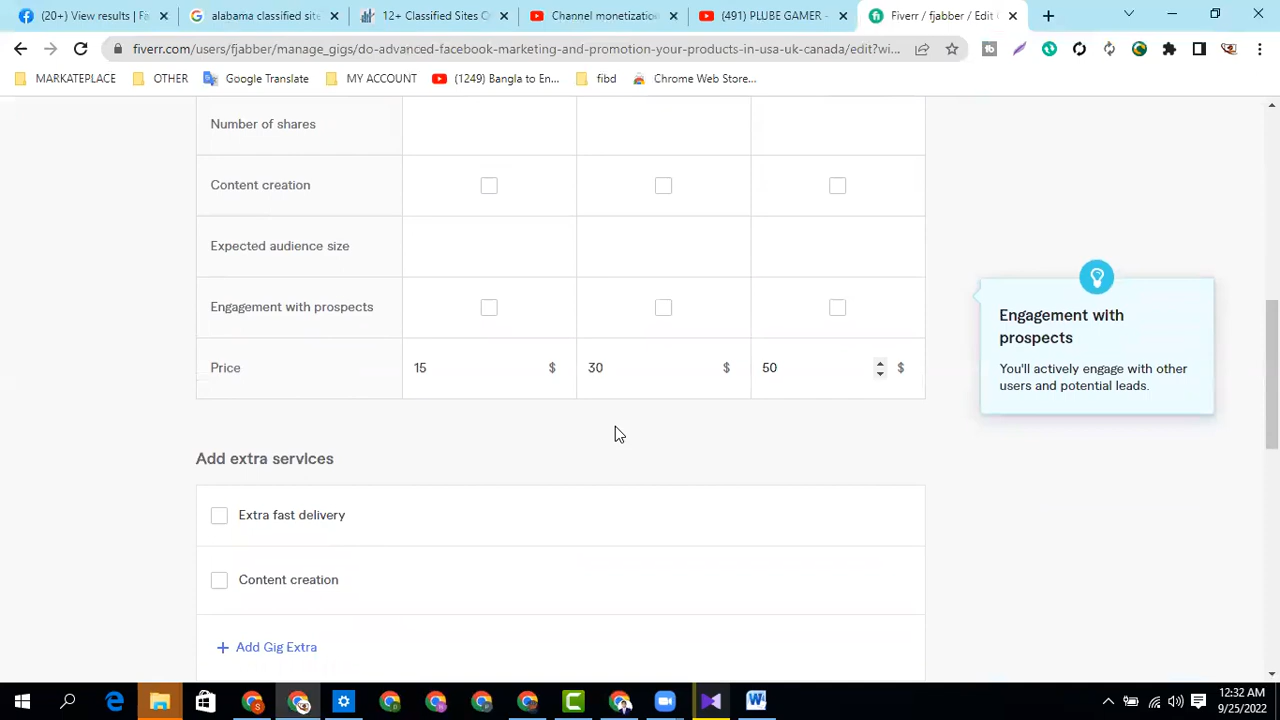 (20+) View results | Fa
alabama classified site
12+ Classified Sites O
Channel monetization
(491) PLUBE GAMER -
Fiverr / fjabber / Edit G
fiverr.com/users/fjabber/manage_gigs/do-advanced-facebook-marketing-and-promotion-your-products-in-usa-uk-canada/edit?wi...
MARKATEPLACE
OTHER
Google Translate
MY ACCOUNT
(1249) Bangla to En...
fibd
Chrome Web Store...
Number of shares
Content creation
Expected audience size
Engagement with prospects
Price 15 $ 30 $ 50 $
Engagement with
prospects
You'll actively engage with other
users and potential leads.
Add extra services
Extra fast delivery
Content creation
+ Add Gig Extra
12:32 AM
9/25/2022